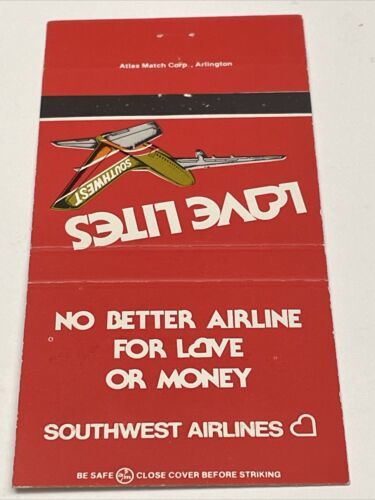 Atlas Match Corp., Arlington
SOUTHWEST
LOVE LITES
NO BETTER AIRLINE
FOR LOVE
OR MONEY
SOUTHWEST AIRLINES
BE SAFE CLOSE COVER BEFORE STRIKING